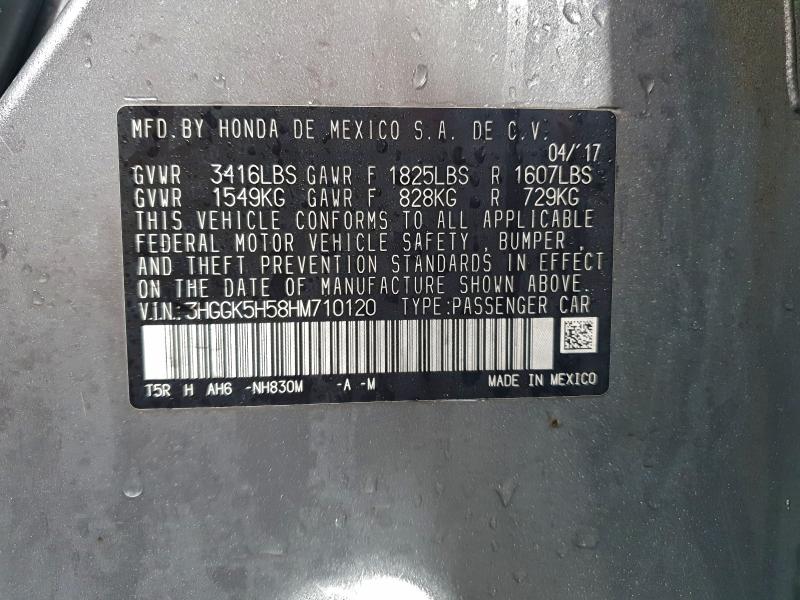 MFD. BY HONDA DE MEXICO S.A. DE C.V.
04/'17
GVWR 3416LBS GAWR F 1825LBS R 1607LBS
GVWR 1549KG GAWR F 828KG R 729KG
THIS VEHICLE CONFORMS TO ALL APPLICABLE
FEDERAL MOTOR VEHICLE SAFETY , BUMPER ,
AND THEFT PREVENTION STANDARDS IN EFFECT
ON THE DATE OF MANUFACTURE SHOWN ABOVE.
V.I.N.: 3HGGK5H58HM710120 TYPE:PASSENGER CAR
T5R H AH6 -NH830M -A -M MADE IN MEXICO